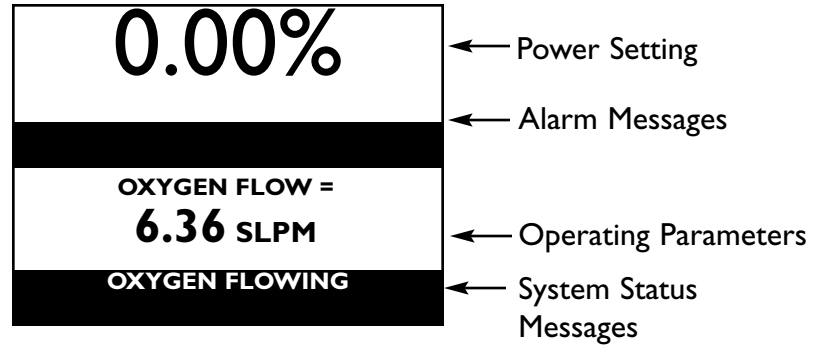 0.00%
Power Setting
Alarm Messages
OXYGEN FLOW =
6.36 SLPM
Operating Parameters
OXYGEN FLOWING
System Status
Messages